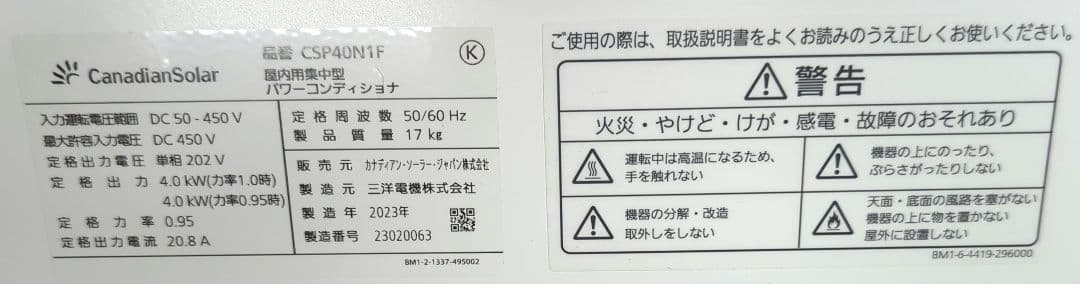 CanadianSolar
品番 CSP40N1F
K
屋内用集中型
パワーコンディショナ
入力運転電圧範囲 DC 50 - 450 V
最大許容入力電圧 DC 450 V
定格出力電圧 単相 202 V
定格出力 4.0 kW(力率1.0時)
4.0 kW(力率0.95時)
定格力率 0.95
定格出力電流 20.8 A
定格周波数 50/60 Hz
製品質量 17 kg
販売元 カナディアン・ソーラー・ジャパン株式会社
製造元 三洋電機株式会社
製造年 2023年
製造番号 23020063
BM1-2-1337-495002
ご使用の際は、取扱説明書をよくお読みのうえ正しくお使いください。
警告
火災・やけど・けが・感電・故障のおそれあり
運転中は高温になるため、
手を触れない
機器の上にのったり、
ぶらさがったりしない
機器の分解・改造
取外しをしない
天面・底面の風路を塞がない
機器の上に物を置かない
屋外に設置しない
BM1-6-4419-296000